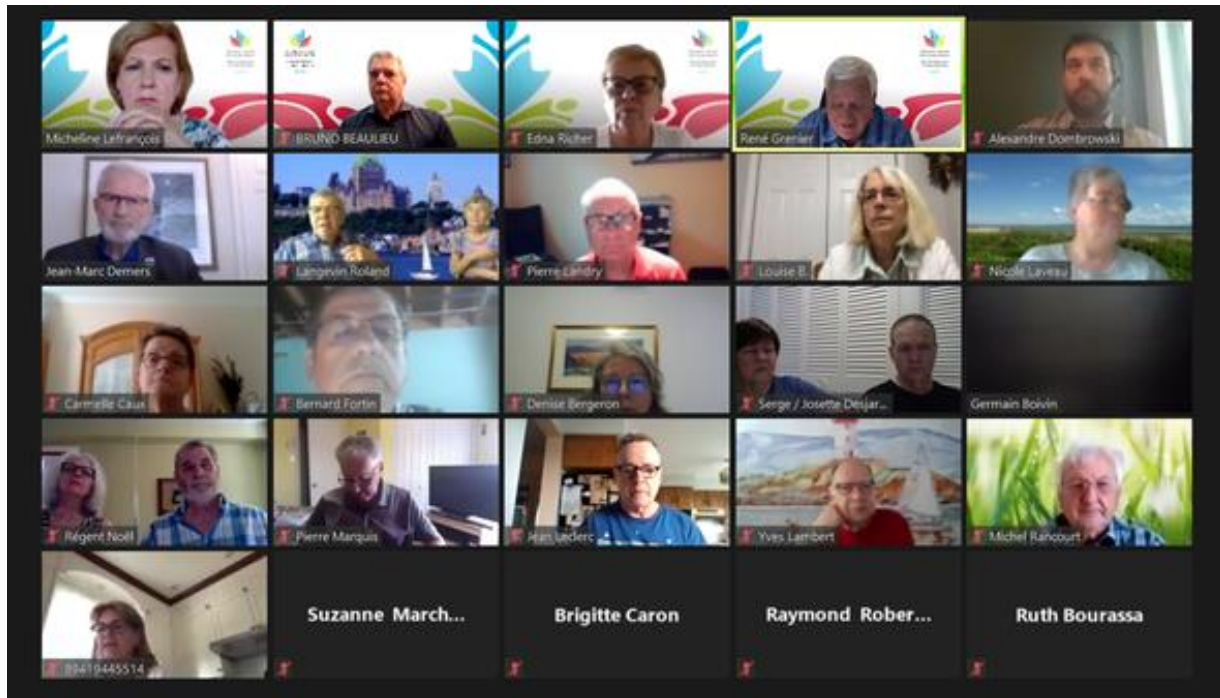 Micheline Lefrançois
BRUNO BEAULIEU
Edna Richer
René Grenier
Alexandre Dombrowski
Jean-Marc Demers
Langevin Roland
Pierre Landry
Louise B.
Nicole Laveau
Carmelle Caux
Bernard Fortin
Denise Bergeron
Serge / Josette Desjar...
Germain Boivin
Régent Noël
Pierre Marquis
Jean Leclerc
Yves Lambert
Michel Rancourt
89419445514
Suzanne March...
Brigitte Caron
Raymond Rober...
Ruth Bourassa